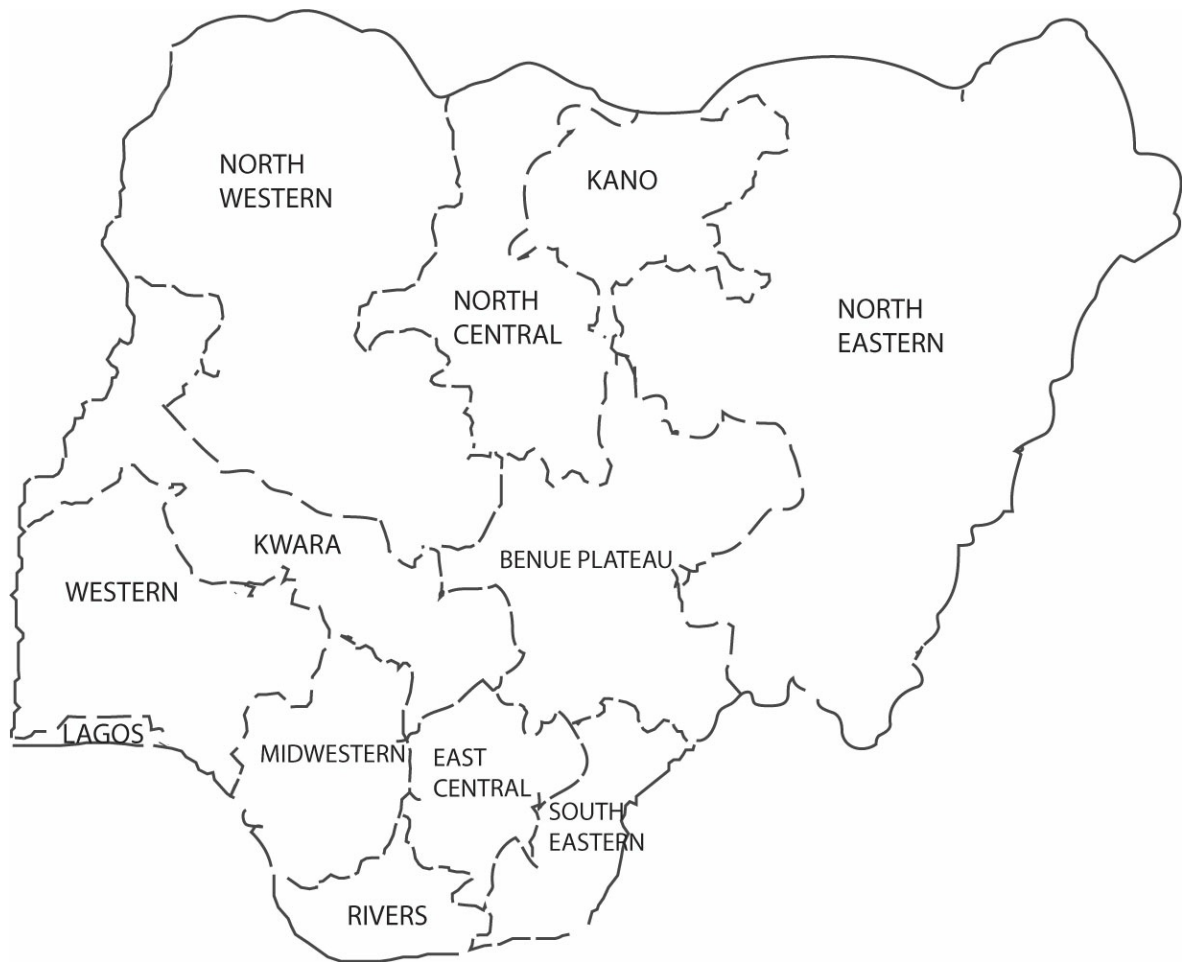 NORTH
WESTERN
KANO
NORTH
CENTRAL
NORTH
EASTERN
KWARA
BENUE PLATEAU
WESTERN
LAGOS
MIDWESTERN
EAST
CENTRAL
SOUTH
EASTERN
RIVERS